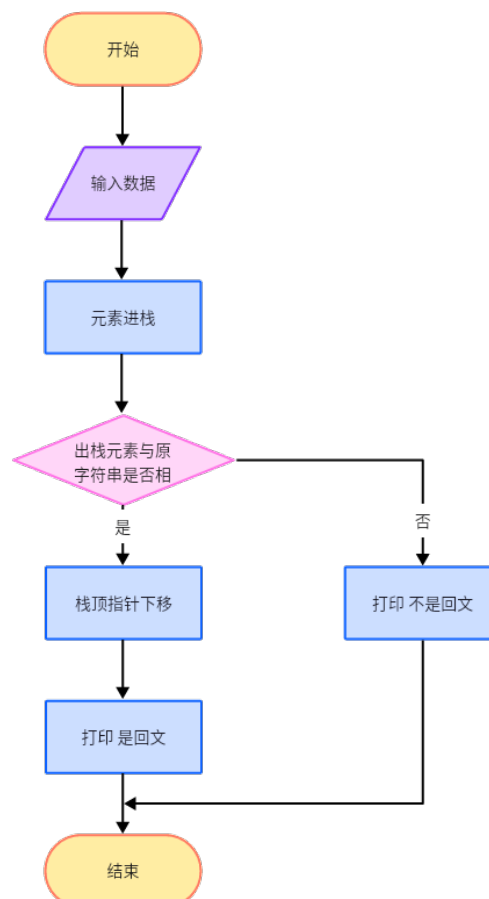 开始
输入数据
元素进栈
出栈元素与原
字符串是否相
是
否
栈顶指针下移
打印 不是回文
打印 是回文
结束